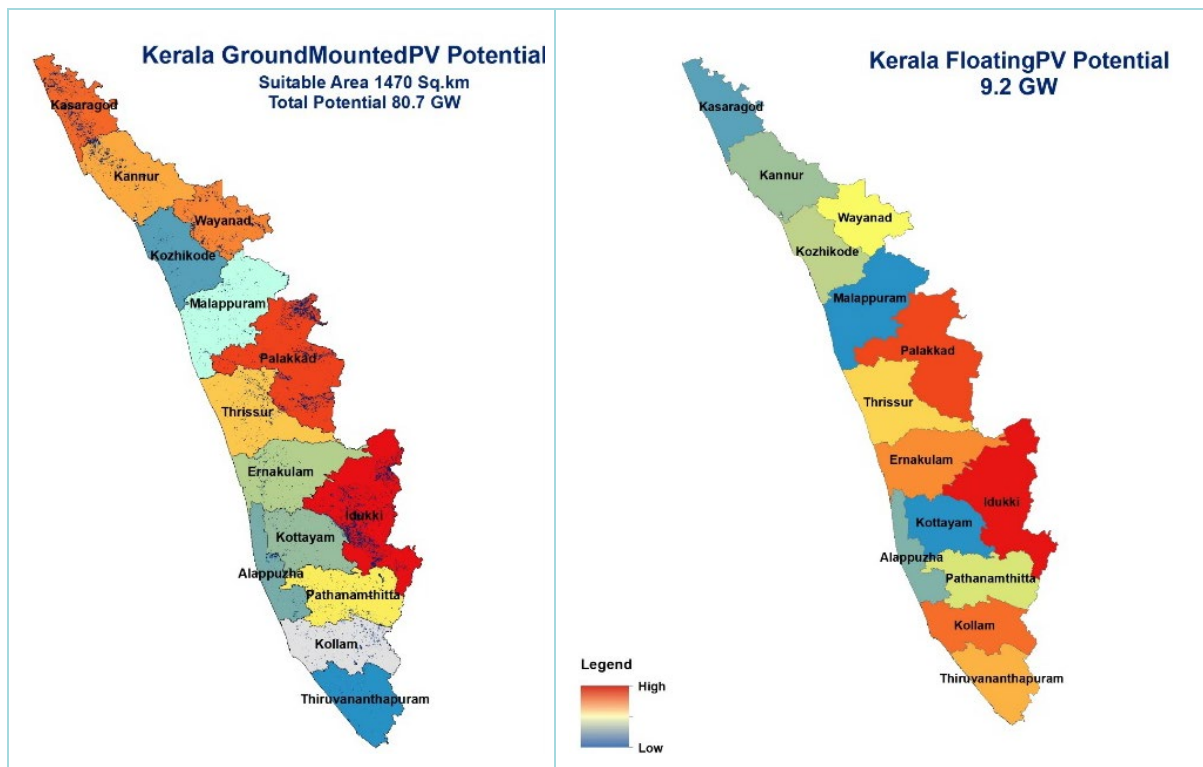 Kerala GroundMountedPV Potential
Suitable Area 1470 Sq.km
Total Potential 80.7 GW
Kasaragod
Kannur
Wayanad
Kozhikode
Malappuram
Palakkad
Thrissur
Ernakulam
Idukki
Kottayam
Alappuzha
Pathanamthitta
Kollam
Thiruvananthapuram
Kerala FloatingPV Potential
9.2 GW
Kasaragod
Kannur
Wayanad
Kozhikode
Malappuram
Palakkad
Thrissur
Ernakulam
Idukki
Kottayam
Alappuzha
Pathanamthitta
Kollam
Thiruvananthapuram
Legend
High
Low